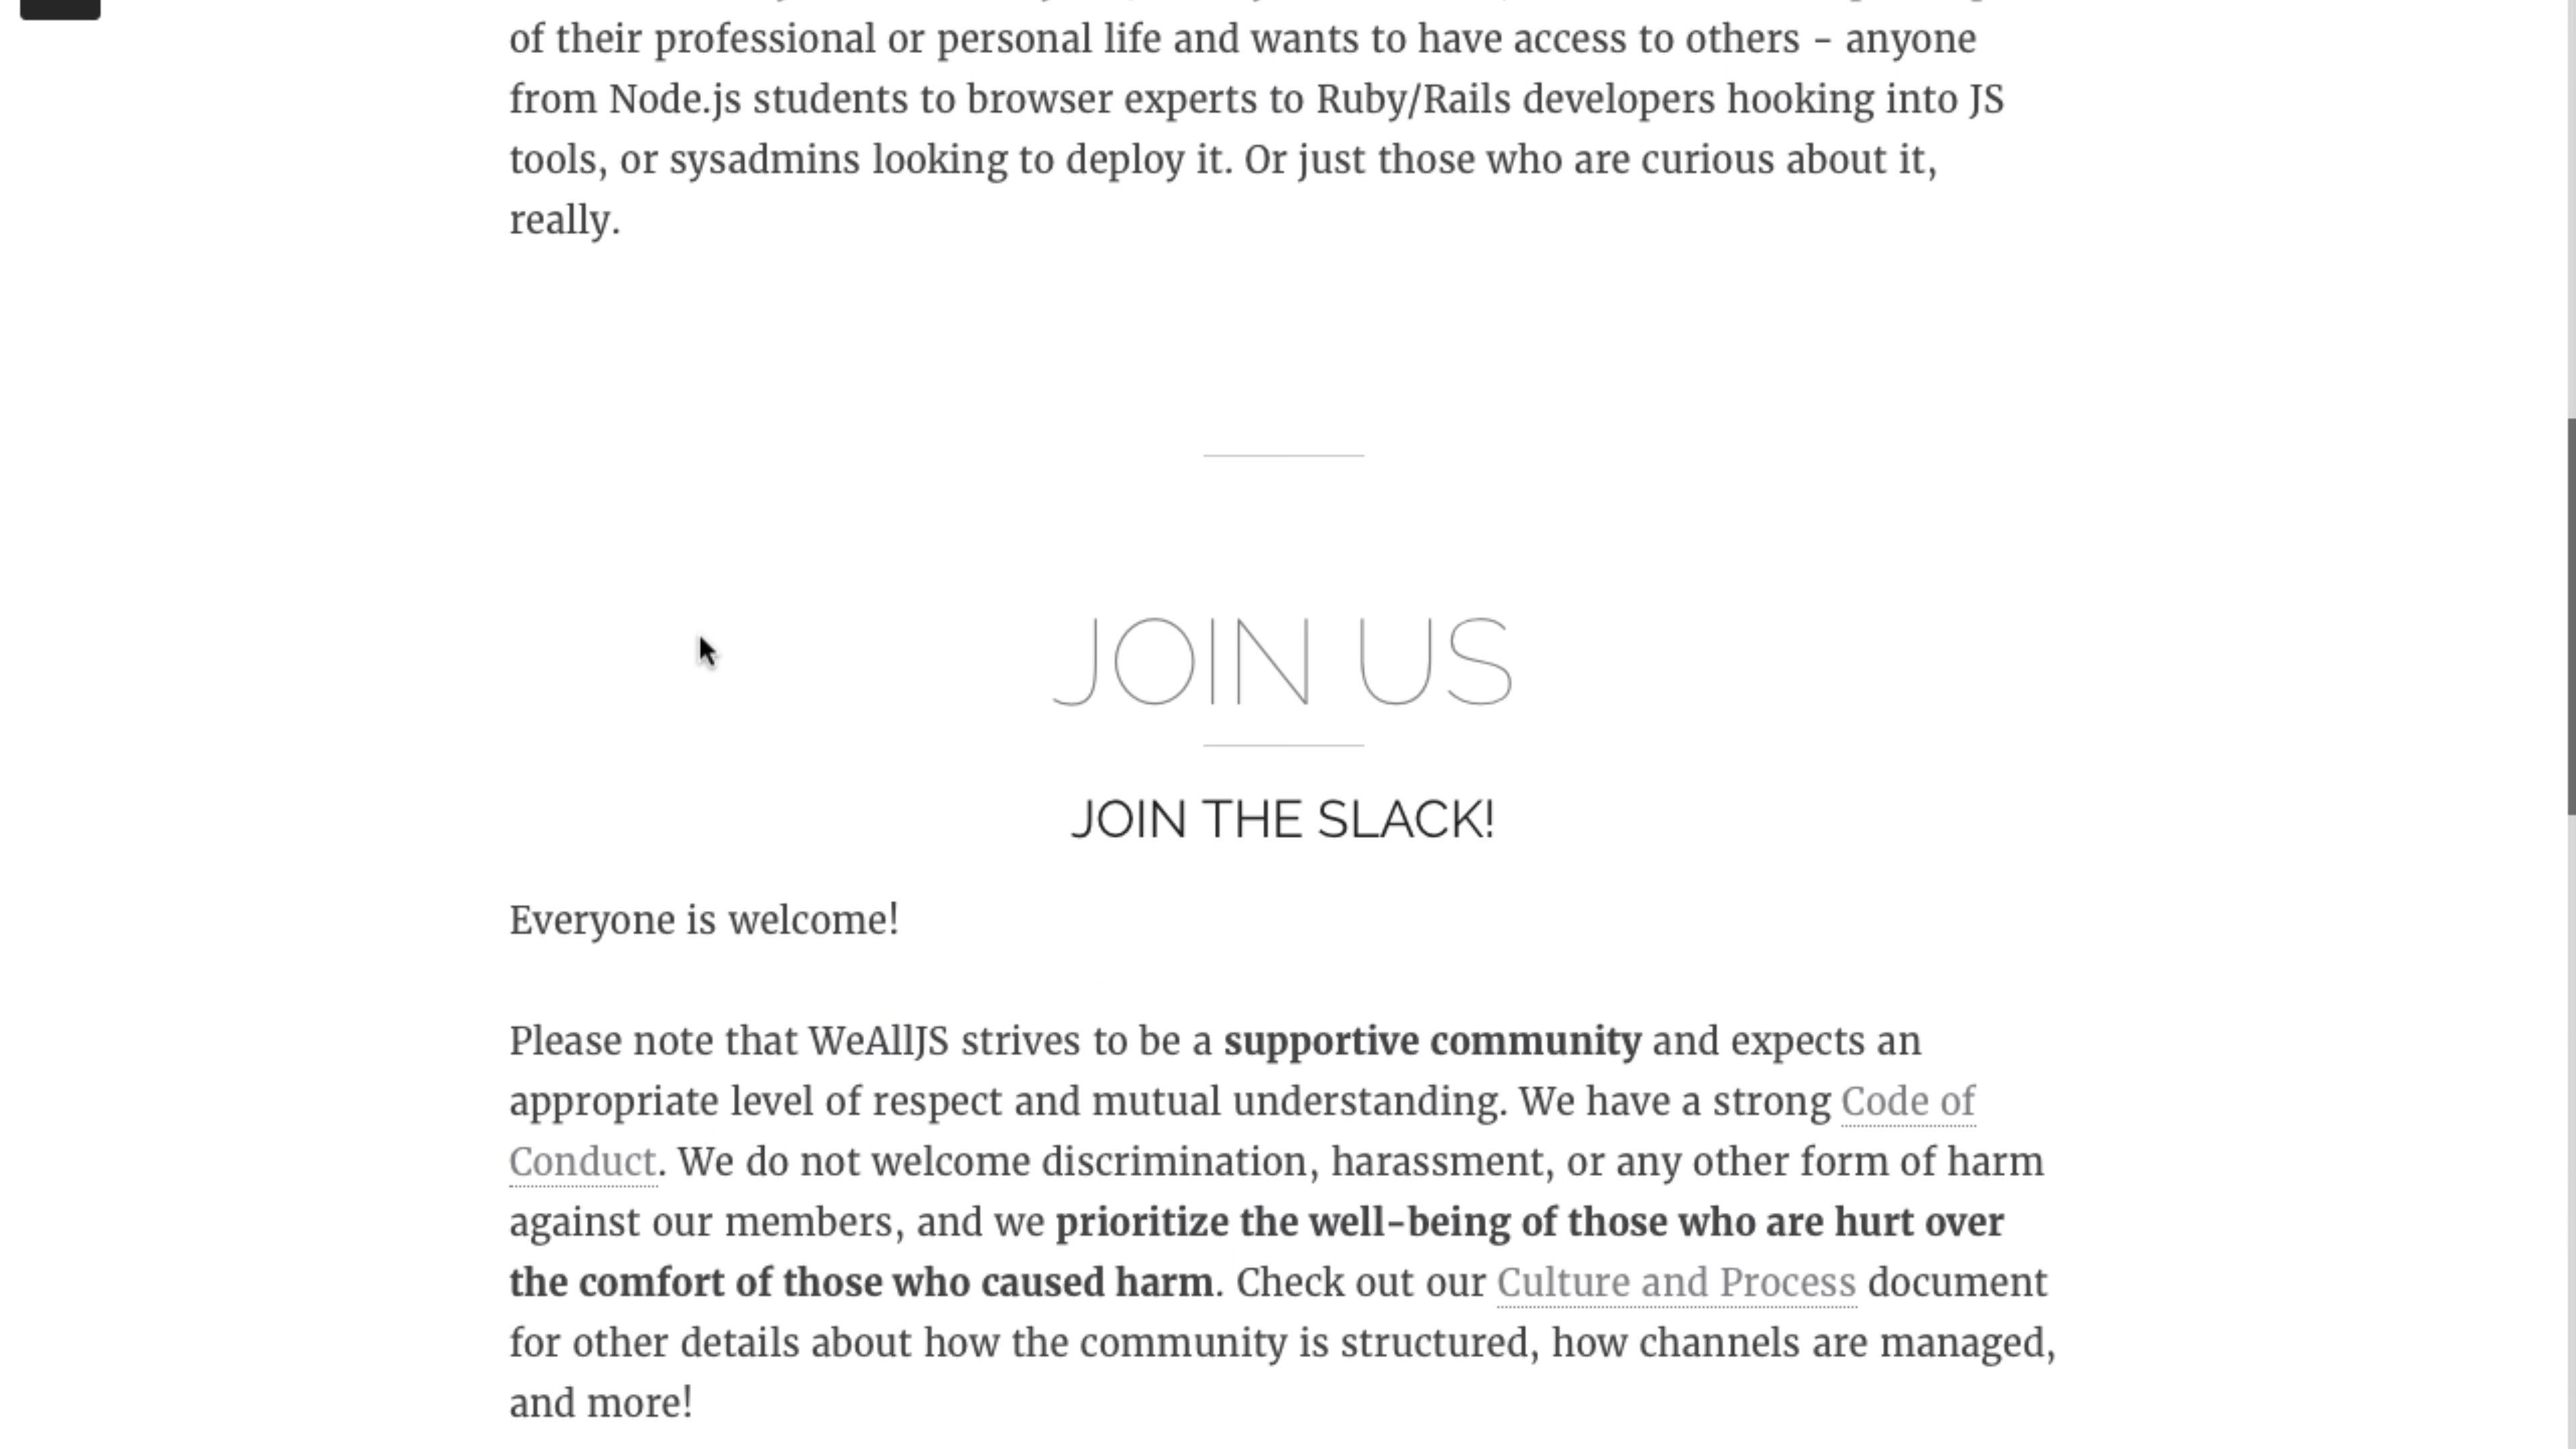 of their professional or personal life and wants to have access to others - anyone
from Node.js students to browser experts to Ruby/Rails developers hooking into JS
tools, or sysadmins looking to deploy it. Or just those who are curious about it,
really.
JOIN US
JOIN THE SLACK!
Everyone is welcome!
Please note that WeAllJS strives to be a supportive community and expects an
appropriate level of respect and mutual understanding. We have a strong Code of
Conduct. We do not welcome discrimination, harassment, or any other form of harm
against our members, and we prioritize the well-being of those who are hurt over
the comfort of those who caused harm. Check out our Culture and Process document
for other details about how the community is structured, how channels are managed,
and more!